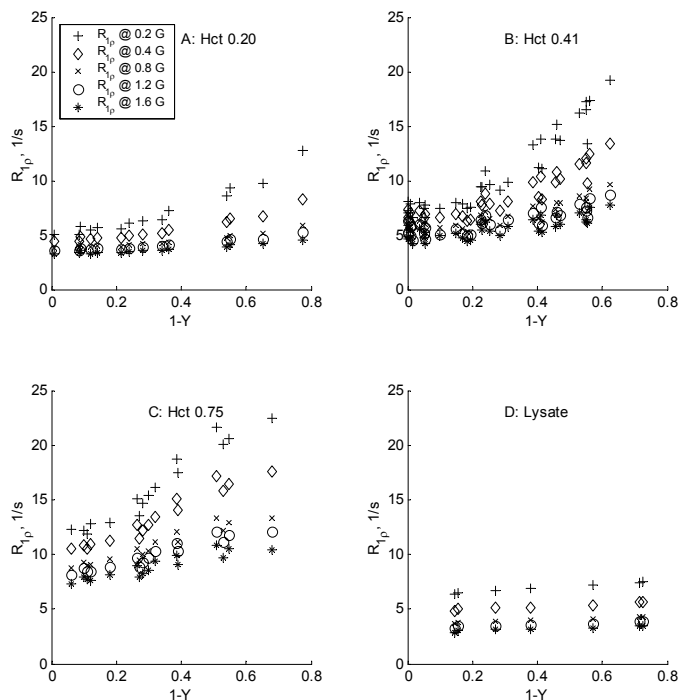 25
20
15
10
5
0
R1ρ, 1/s
0 0.2 0.4 0.6 0.8
1-Y
A: Hct 0.20
R1ρ @ 0.2 G
R1ρ @ 0.4 G
R1ρ @ 0.8 G
R1ρ @ 1.2 G
R1ρ @ 1.6 G
25
20
15
10
5
0
R1ρ, 1/s
0 0.2 0.4 0.6 0.8
1-Y
B: Hct 0.41
25
20
15
10
5
0
R1ρ, 1/s
0 0.2 0.4 0.6 0.8
1-Y
C: Hct 0.75
25
20
15
10
5
0
R1ρ, 1/s
0 0.2 0.4 0.6 0.8
1-Y
D: Lysate